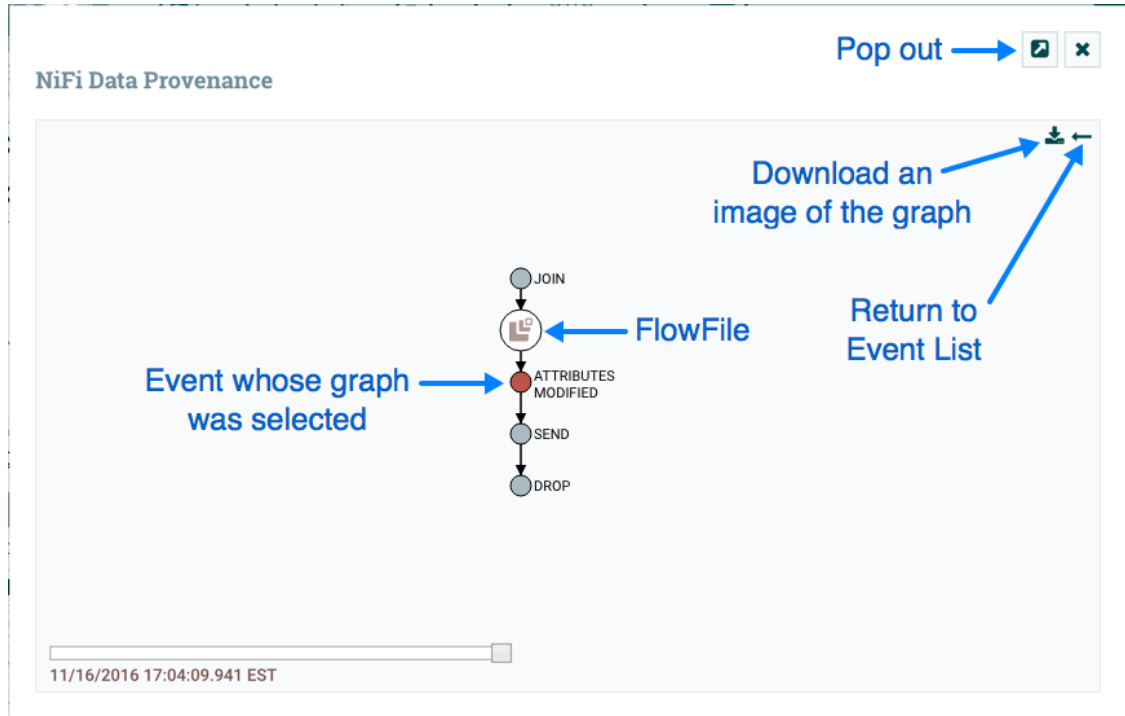 Pop out
NiFi Data Provenance
Download an
image of the graph
JOIN
FlowFile
Return to
Event List
Event whose graph
was selected
ATTRIBUTES
MODIFIED
SEND
DROP
11/16/2016 17:04:09.941 EST